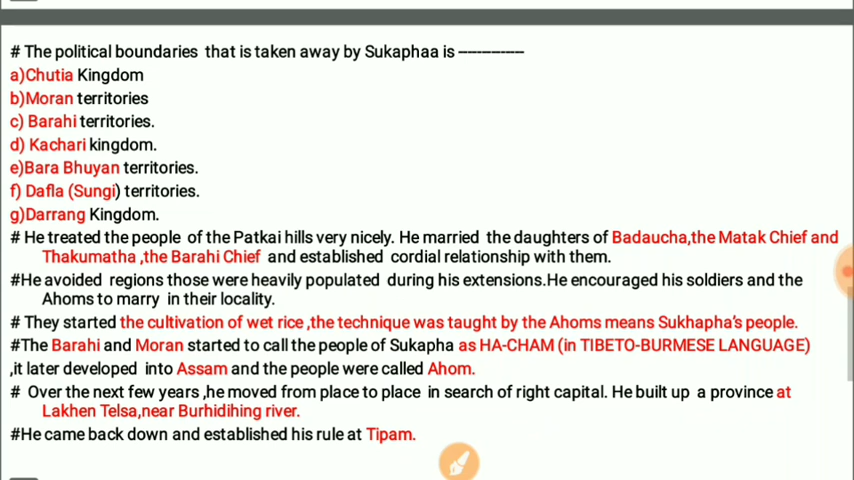 # The political boundaries that is taken away by Sukaphaa is -------------
a)Chutia Kingdom
b)Moran territories
c) Barahi territories.
d) Kachari kingdom.
e)Bara Bhuyan territories.
f) Dafla (Sungi) territories.
g)Darrang Kingdom.
# He treated the people of the Patkai hills very nicely. He married the daughters of Badaucha,the Matak Chief and
Thakumatha ,the Barahi Chief and established cordial relationship with them.
#He avoided regions those were heavily populated during his extensions.He encouraged his soldiers and the
Ahoms to marry in their locality.
# They started the cultivation of wet rice ,the technique was taught by the Ahoms means Sukhapha's people.
#The Barahi and Moran started to call the people of Sukapha as HA-CHAM (in TIBETO-BURMESE LANGUAGE)
,it later developed into Assam and the people were called Ahom.
# Over the next few years ,he moved from place to place in search of right capital. He built up a province at
Lakhen Telsa,near Burhidihing river.
#He came back down and established his rule at Tipam.